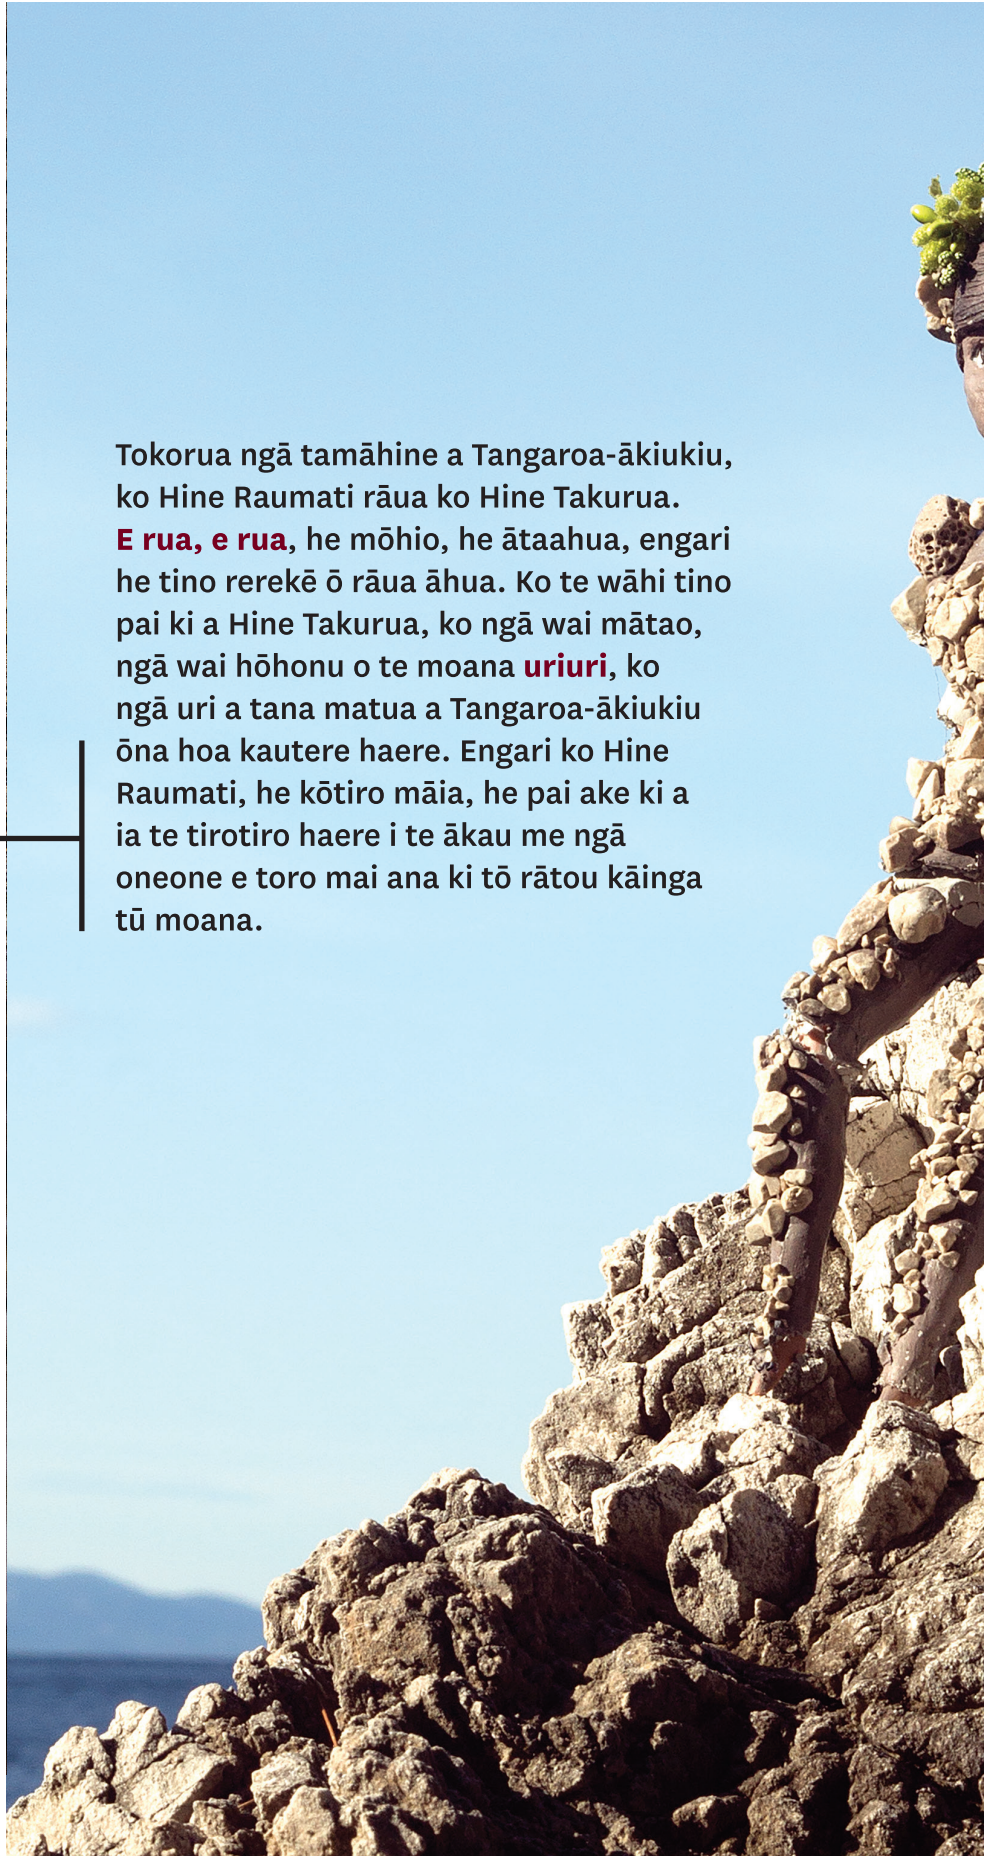 Tokorua ngā tamāhine a Tangaroa-ākiukiu,
ko Hine Raumati rāua ko Hine Takurua.
E rua, e rua, he mōhio, he ātaahua, engari
he tino rerekē ō rāua āhua. Ko te wāhi tino
pai ki a Hine Takurua, ko ngā wai mātao,
ngā wai hōhonu o te moana uriuri, ko
ngā uri a tana matua a Tangaroa-ākiukiu
ōna hoa kautere haere. Engari ko Hine
Raumati, he kōtiro māia, he pai ake ki a
ia te tirotiro haere i te ākau me ngā
oneone e toro mai ana ki tō rātou kāinga
tū moana.